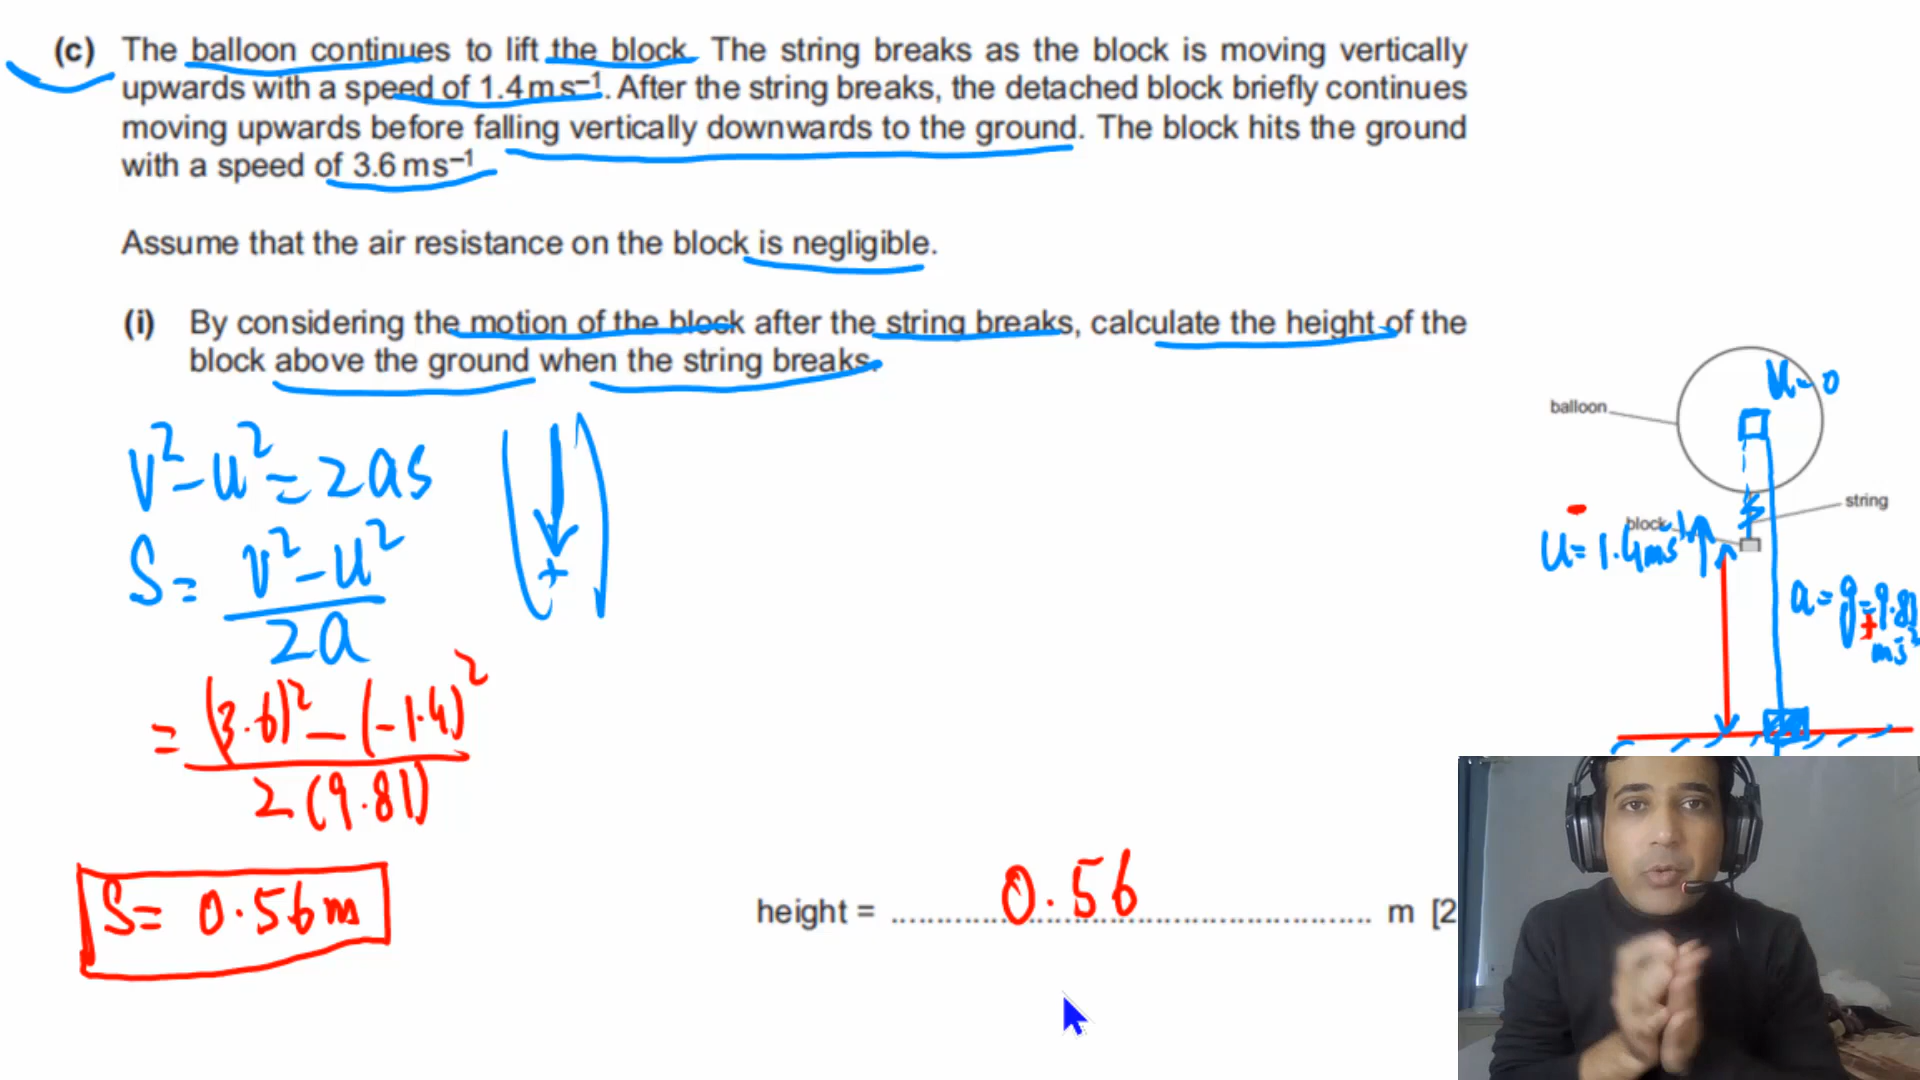 (c) The balloon continues to lift the block. The string breaks as the block is moving vertically
upwards with a speed of 1.4 m s⁻¹. After the string breaks, the detached block briefly continues
moving upwards before falling vertically downwards to the ground. The block hits the ground
with a speed of 3.6 m s⁻¹
Assume that the air resistance on the block is negligible.
(i) By considering the motion of the block after the string breaks, calculate the height of the
block above the ground when the string breaks.
v² - u² = 2as
S = v² - u² / 2a
= (3.6)² - (-1.4)² / 2(9.81)
S = 0.56m
+
height = 0.56 m [2
u = 0
balloon
string
block
u = 1.4ms⁻¹
a = g = 9.81
+
ms⁻²